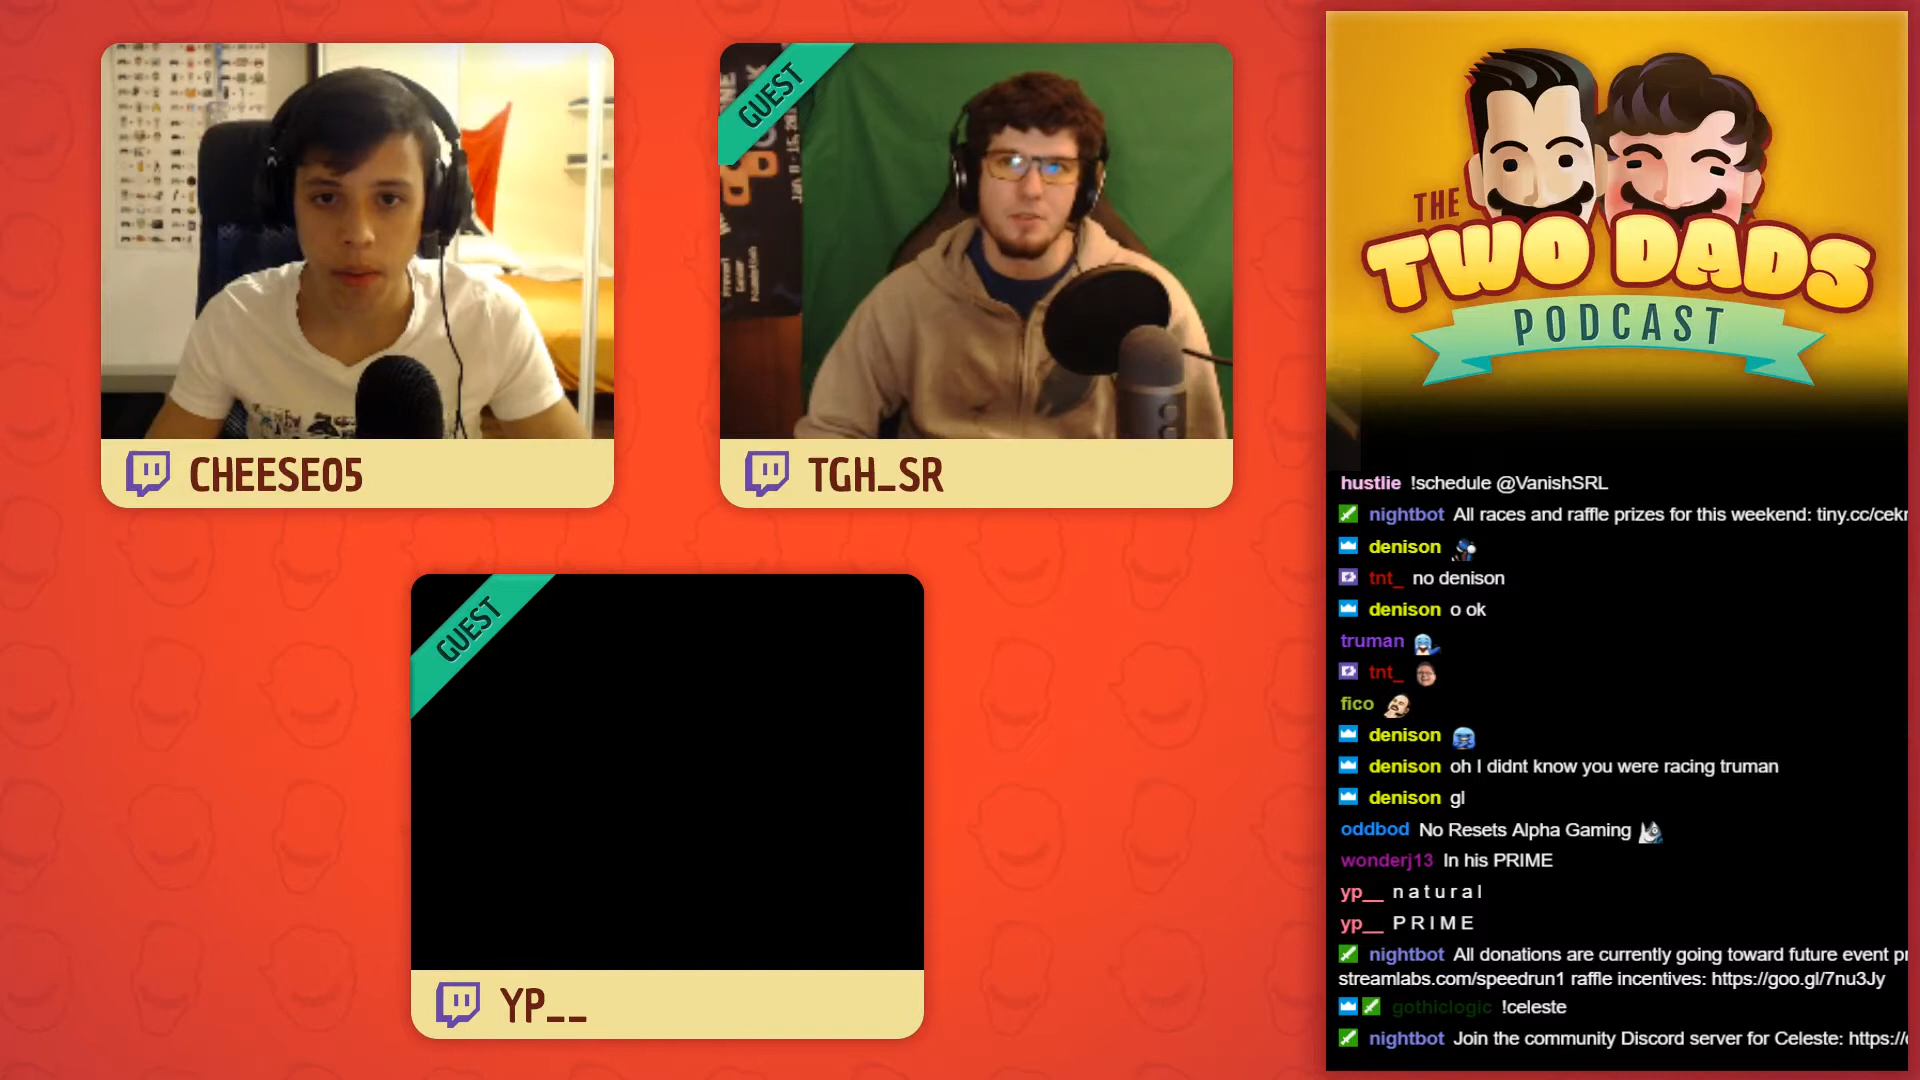 GUEST
CHEESE05
TGH_SR
GUEST
YP__
THE
TWO DADS
PODCAST
hustlie !schedule @VanishSRL
nightbot All races and raffle prizes for this weekend: tiny.cc/cekr
denison
tnt_ no denison
denison o ok
truman
tnt_
fico
denison
denison oh I didnt know you were racing truman
denison gl
oddbod No Resets Alpha Gaming
wonderj13 In his PRIME
yp__ n a t u r a l
yp__ P R I M E
nightbot All donations are currently going toward future event pr
streamlabs.com/speedrun1 raffle incentives: https://goo.gl/7nu3Jy
gothiclogic !celeste
nightbot Join the community Discord server for Celeste: https://